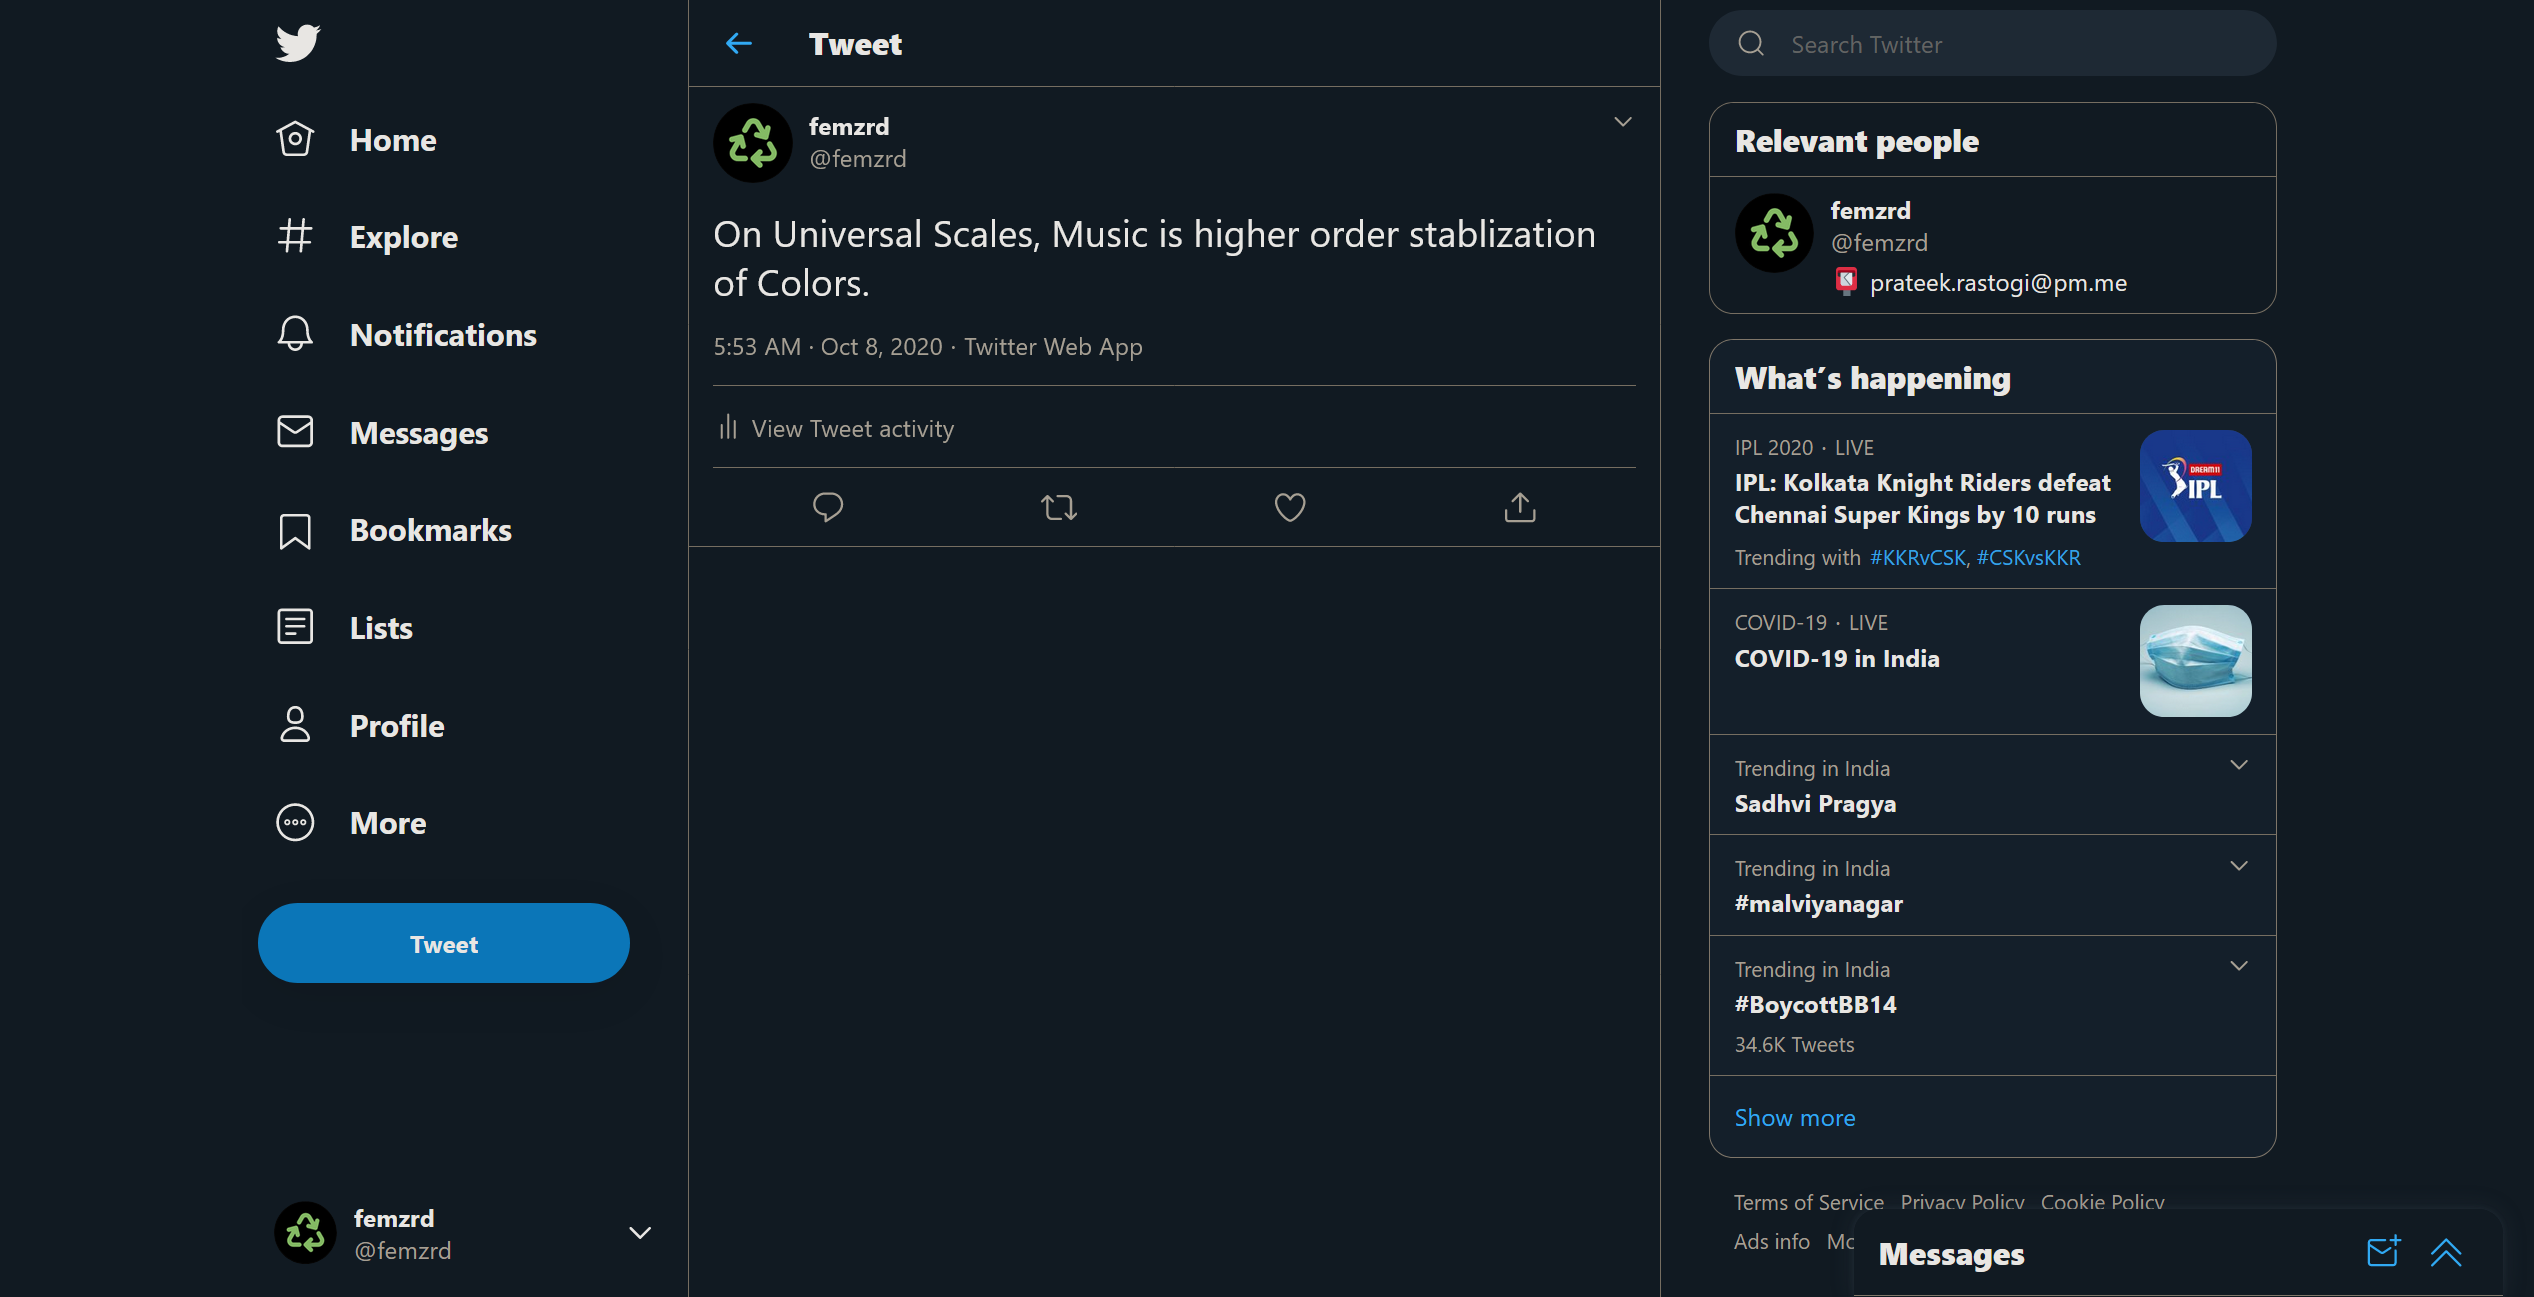 Home
Explore
Notifications
Messages
Bookmarks
Lists
Profile
More
Tweet
femzrd
@femzrd
Tweet
femzrd
@femzrd
On Universal Scales, Music is higher order stablization
of Colors.
5:53 AM · Oct 8, 2020 · Twitter Web App
View Tweet activity
Search Twitter
Relevant people
femzrd
@femzrd
prateek.rastogi@pm.me
What's happening
IPL 2020 · LIVE
IPL: Kolkata Knight Riders defeat
Chennai Super Kings by 10 runs
Trending with #KKRvCSK, #CSKvsKKR
DREAM11
IPL
COVID-19 · LIVE
COVID-19 in India
Trending in India
Sadhvi Pragya
Trending in India
#malviyanagar
Trending in India
#BoycottBB14
34.6K Tweets
Show more
Terms of Service Privacy Policy Cookie Policy
Ads info
Messages